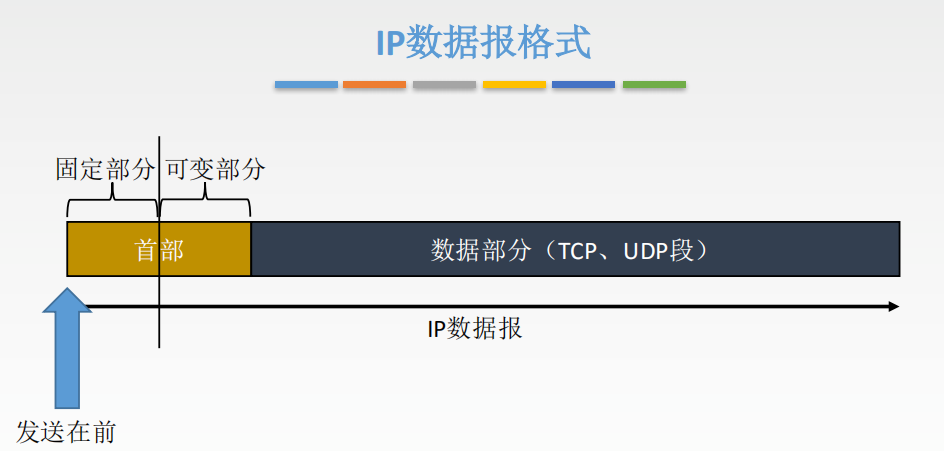 IP数据报格式
固定部分 可变部分
首部 数据部分（TCP、UDP段）
IP数据报
发送在前